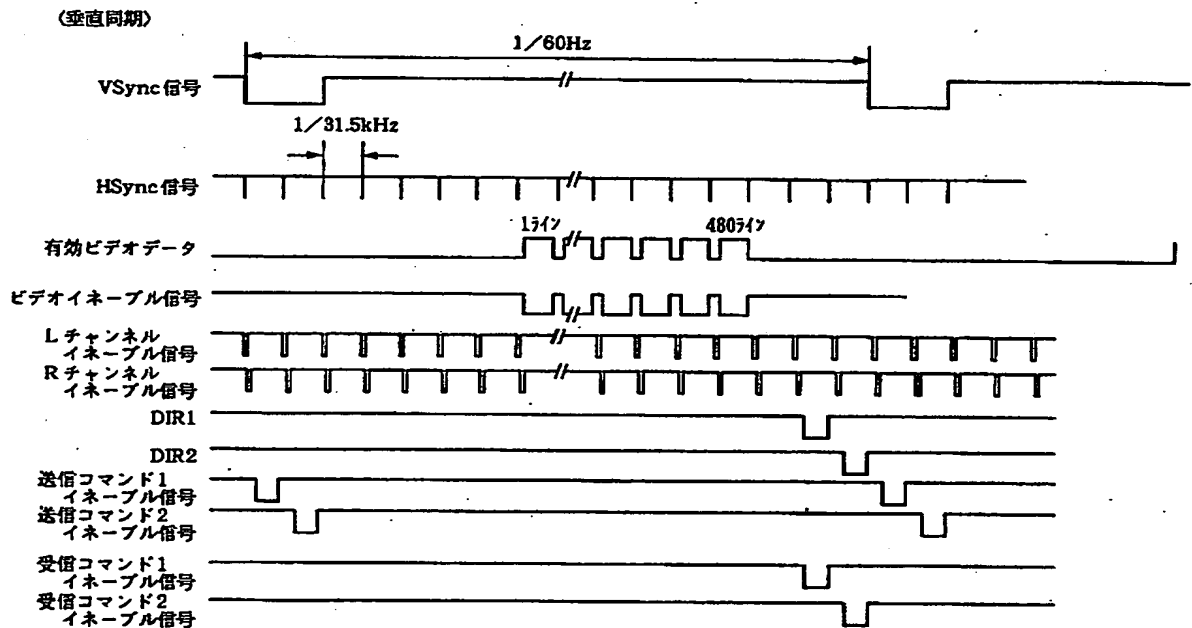 〈垂直同期〉
1／60Hz
VSync信号
1／31.5kHz
HSync信号
1ライン
480ライン
有効ビデオデータ
ビデオイネーブル信号
Lチャンネル
イネーブル信号
Rチャンネル
イネーブル信号
DIR1
DIR2
送信コマンド1
イネーブル信号
送信コマンド2
イネーブル信号
受信コマンド1
イネーブル信号
受信コマンド2
イネーブル信号